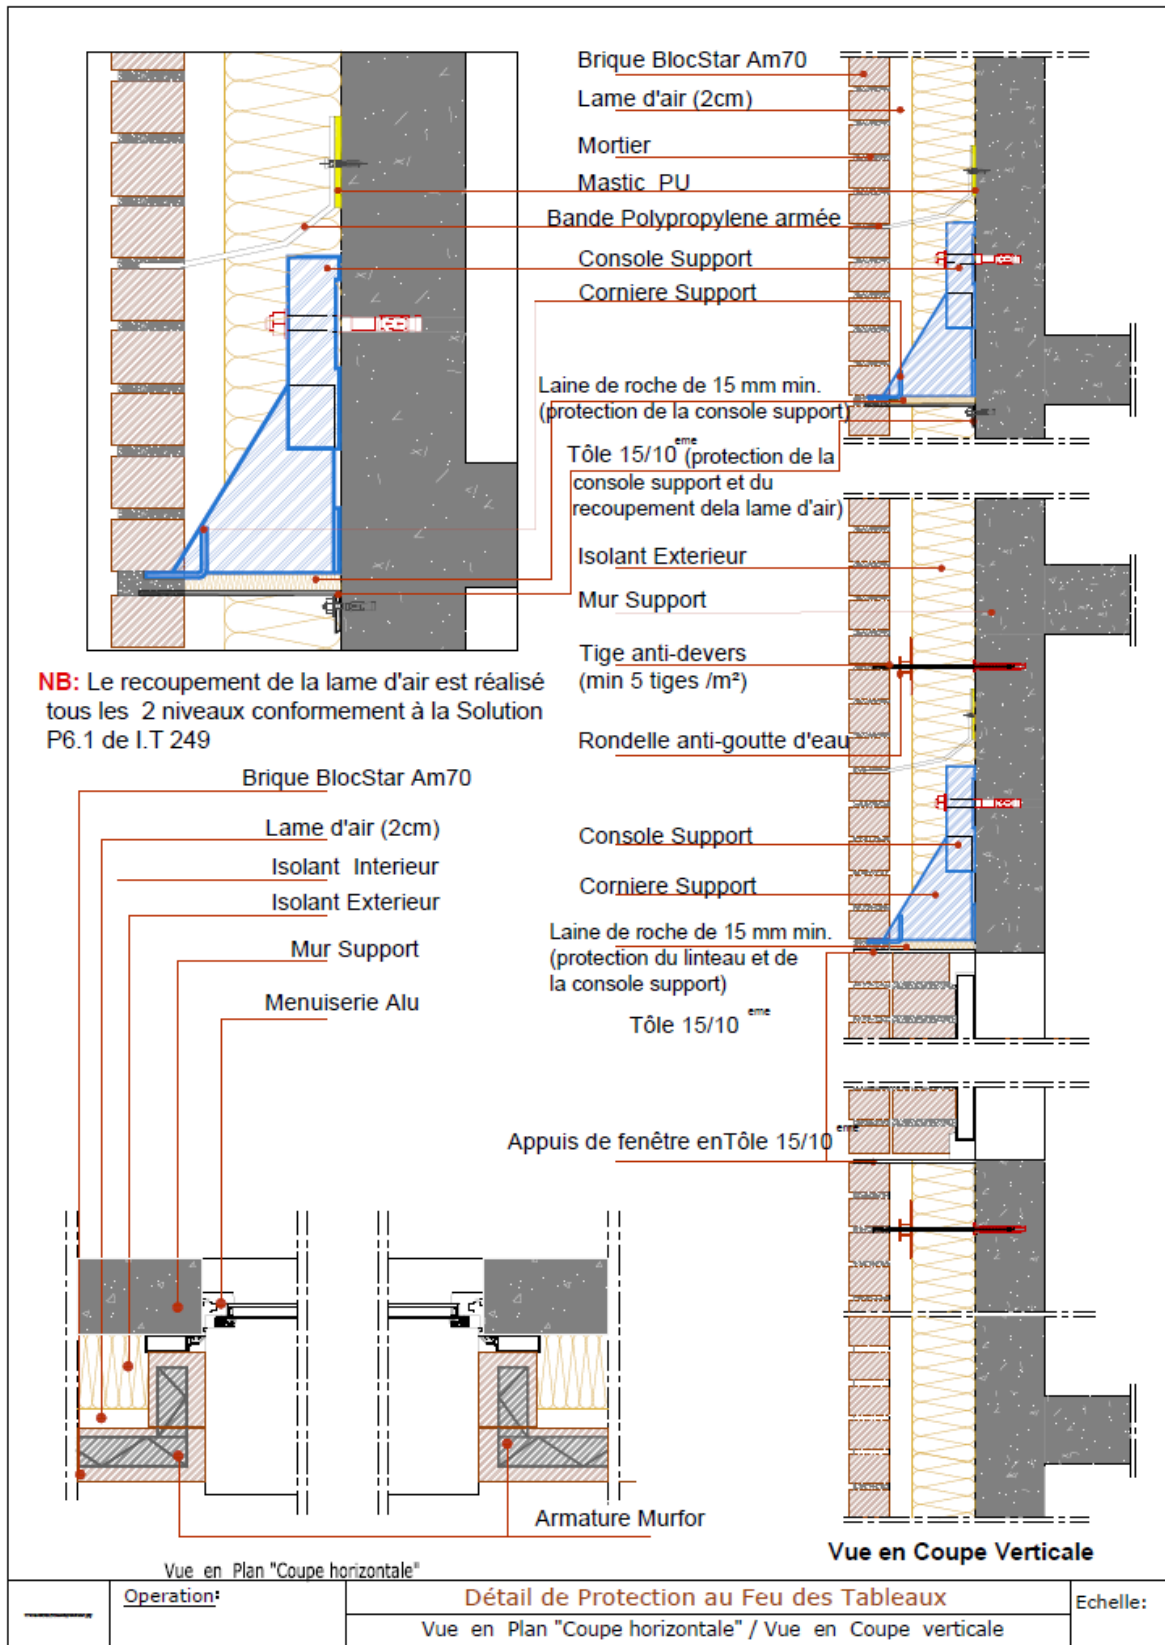 Brique BlocStar Am70
Lame d'air (2cm)
Mortier
Mastic PU
Bande Polypropylene armée
Console Support
Corniere Support
Laine de roche de 15 mm min.
(protection de la console support)
Tôle 15/10 eme (protection de la
console support et du
recoupement dela lame d'air)
Isolant Exterieur
Mur Support
Tige anti-devers
(min 5 tiges /m²)
Rondelle anti-goutte d'eau
Console Support
Corniere Support
Laine de roche de 15 mm min.
(protection du linteau et de
la console support)
Tôle 15/10 eme
Appuis de fenêtre enTôle 15/10 eme
NB: Le recoupement de la lame d'air est réalisé
tous les 2 niveaux conformement à la Solution
P6.1 de I.T 249
Brique BlocStar Am70
Lame d'air (2cm)
Isolant Interieur
Isolant Exterieur
Mur Support
Menuiserie Alu
Armature Murfor
Vue en Coupe Verticale
Vue en Plan "Coupe horizontale"
Operation:
Détail de Protection au Feu des Tableaux
Vue en Plan "Coupe horizontale" / Vue en Coupe verticale
Echelle: